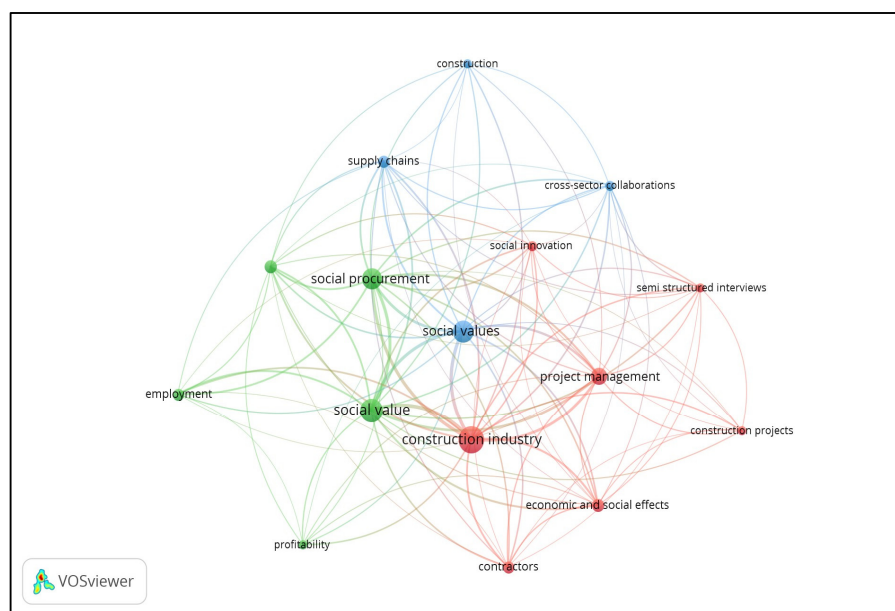 construction
supply chains
cross-sector collaborations
social innovation
social procurement
semi structured interviews
social values
project management
employment
social value
construction projects
construction industry
economic and social effects
profitability
contractors
VOSviewer